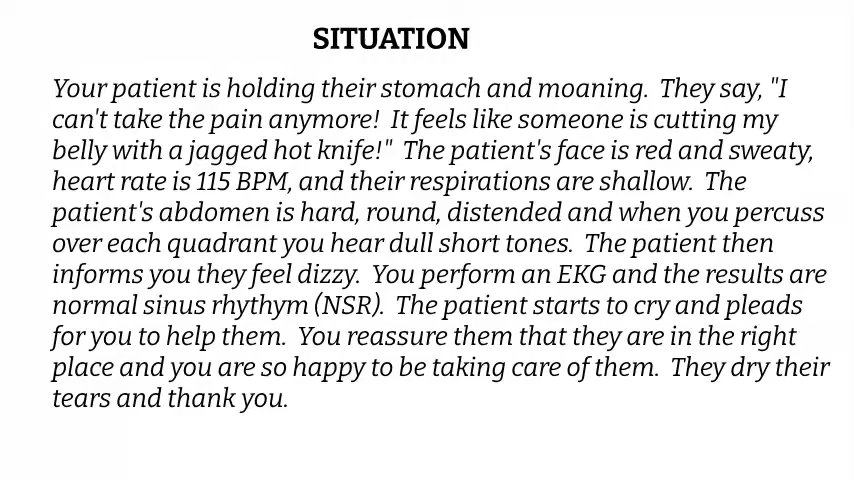 SITUATION
Your patient is holding their stomach and moaning.  They say, "I
can't take the pain anymore!  It feels like someone is cutting my
belly with a jagged hot knife!"  The patient's face is red and sweaty,
heart rate is 115 BPM, and their respirations are shallow.  The
patient's abdomen is hard, round, distended and when you percuss
over each quadrant you hear dull short tones.  The patient then
informs you they feel dizzy.  You perform an EKG and the results are
normal sinus rhythym (NSR).  The patient starts to cry and pleads
for you to help them.  You reassure them that they are in the right
place and you are so happy to be taking care of them.  They dry their
tears and thank you.